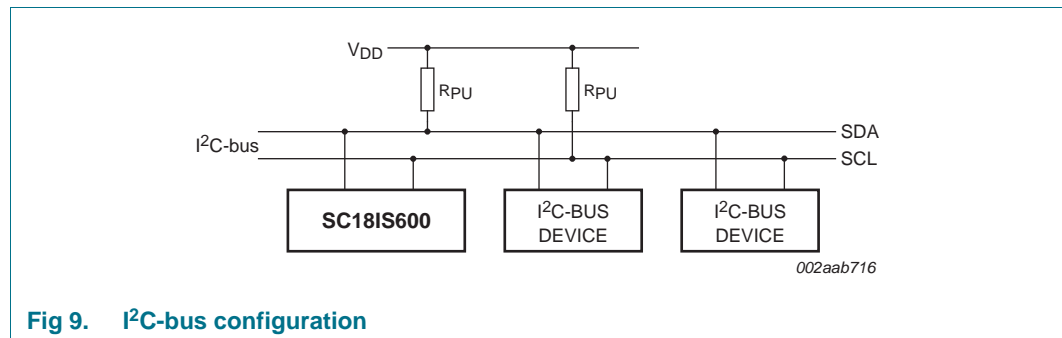 VDD
RPU RPU
I2C-bus
SDA
SCL
SC18IS600
I2C-BUS
DEVICE
I2C-BUS
DEVICE
002aab716
Fig 9. I2C-bus configuration